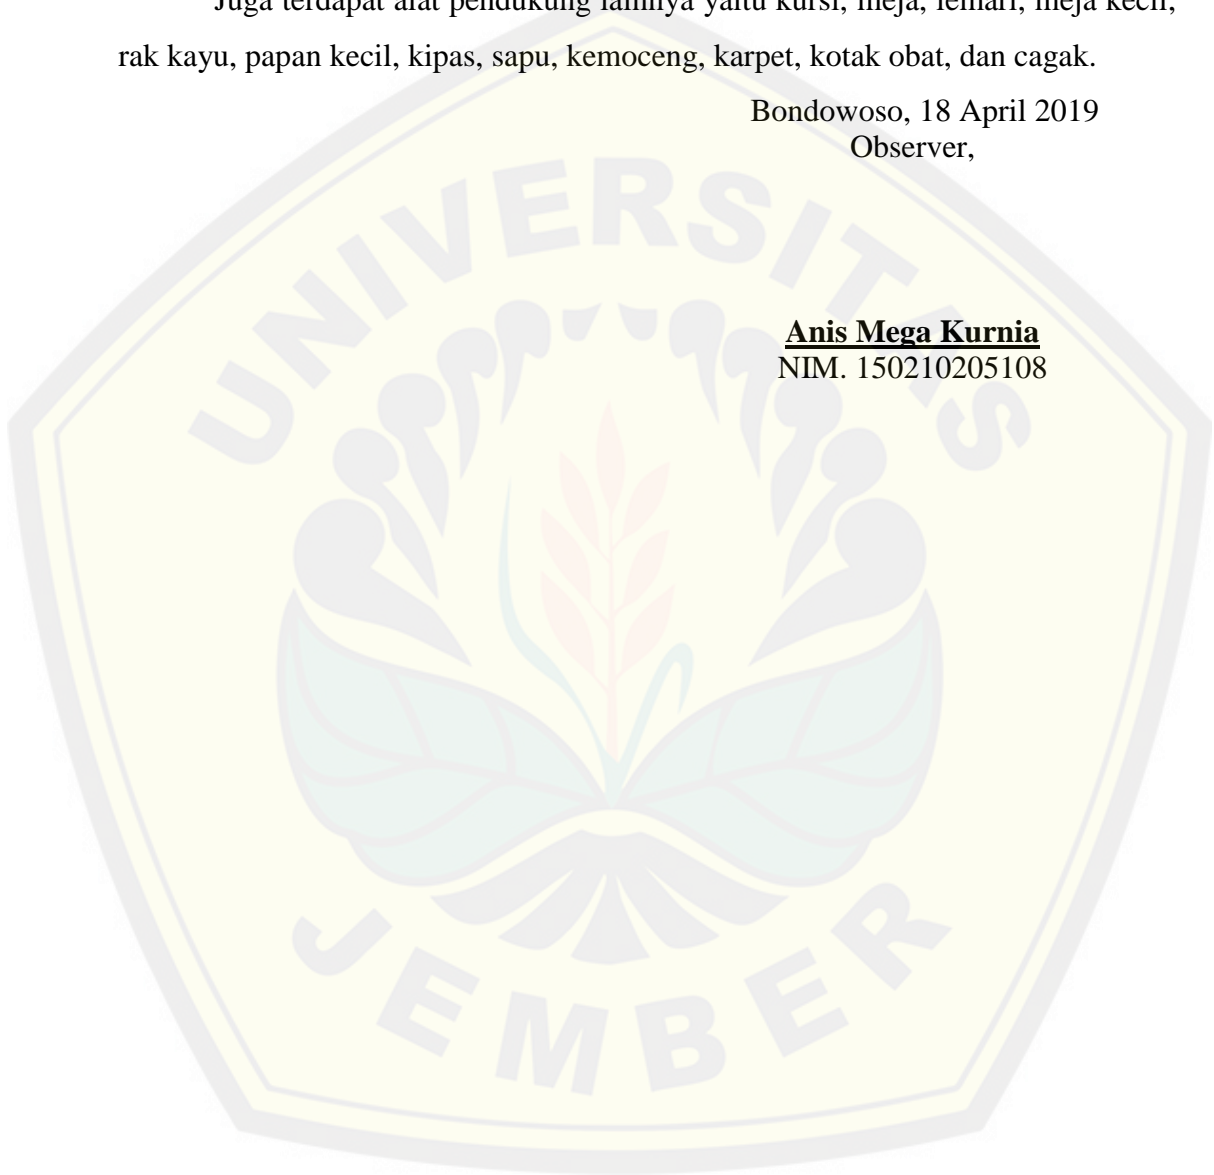 Juga terdapat alat pendukung lainnya yaitu kursi, meja, lemari, meja kecil,
rak kayu, papan kecil, kipas, sapu, kemoceng, karpet, kotak obat, dan cagak.
Bondowoso, 18 April 2019
Observer,
Anis Mega Kurnia
NIM. 150210205108
UNIVERSITAS
JEMBER